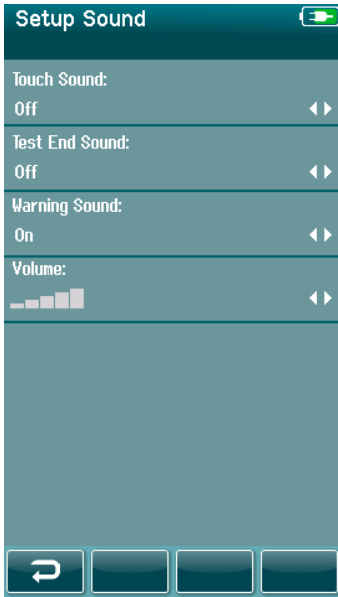 Setup Sound
Touch Sound:
Off
Test End Sound:
Off
Warning Sound:
On
Volume: